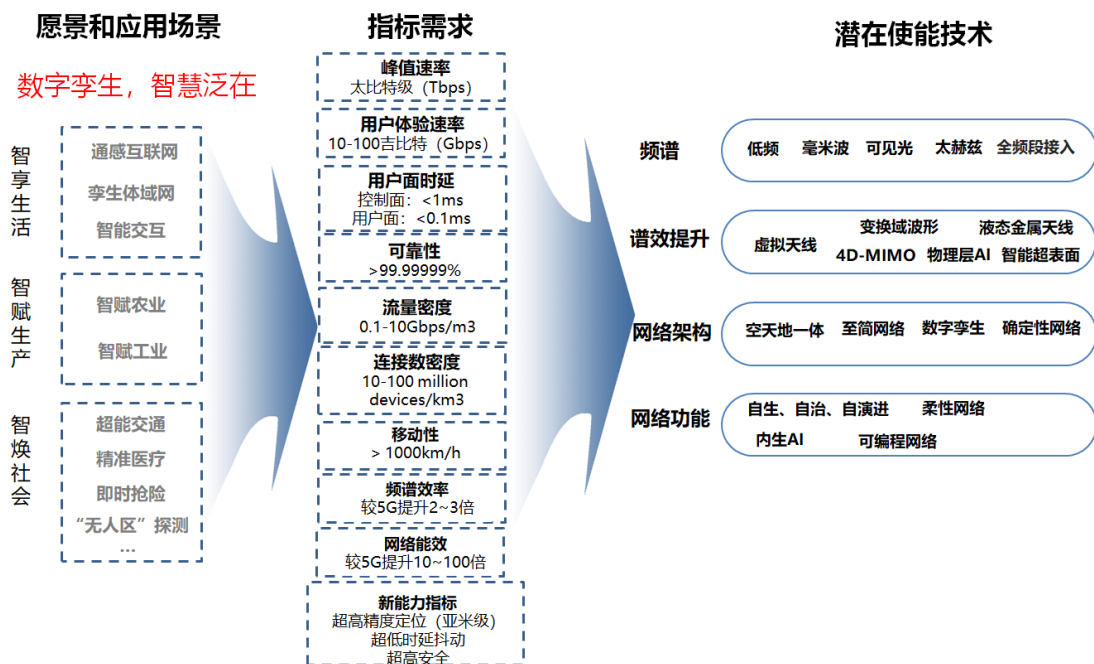 愿景和应用场景
数字孪生，智慧泛在
智享生活
通感互联网
孪生体域网
智能交互
智赋生产
智赋农业
智赋工业
智焕社会
超能交通
精准医疗
即时抢险
“无人区”探测
...
指标需求
峰值速率
太比特级（Tbps）
用户体验速率
10-100吉比特（Gbps）
用户面时延
控制面：<1ms
用户面：<0.1ms
可靠性
>99.99999%
流量密度
0.1-10Gbps/m3
连接数密度
10-100 million
devices/km3
移动性
> 1000km/h
频谱效率
较5G提升2~3倍
网络能效
较5G提升10~100倍
新能力指标
超高精度定位（亚米级）
超低时延抖动
超高安全
潜在使能技术
频谱
低频 毫米波 可见光 太赫兹 全频段接入
谱效提升
虚拟天线 变换域波形 液态金属天线
4D-MIMO 物理层AI 智能超表面
网络架构
空天地一体 至简网络 数字孪生 确定性网络
网络功能
自生、自治、自演进 柔性网络
内生AI 可编程网络